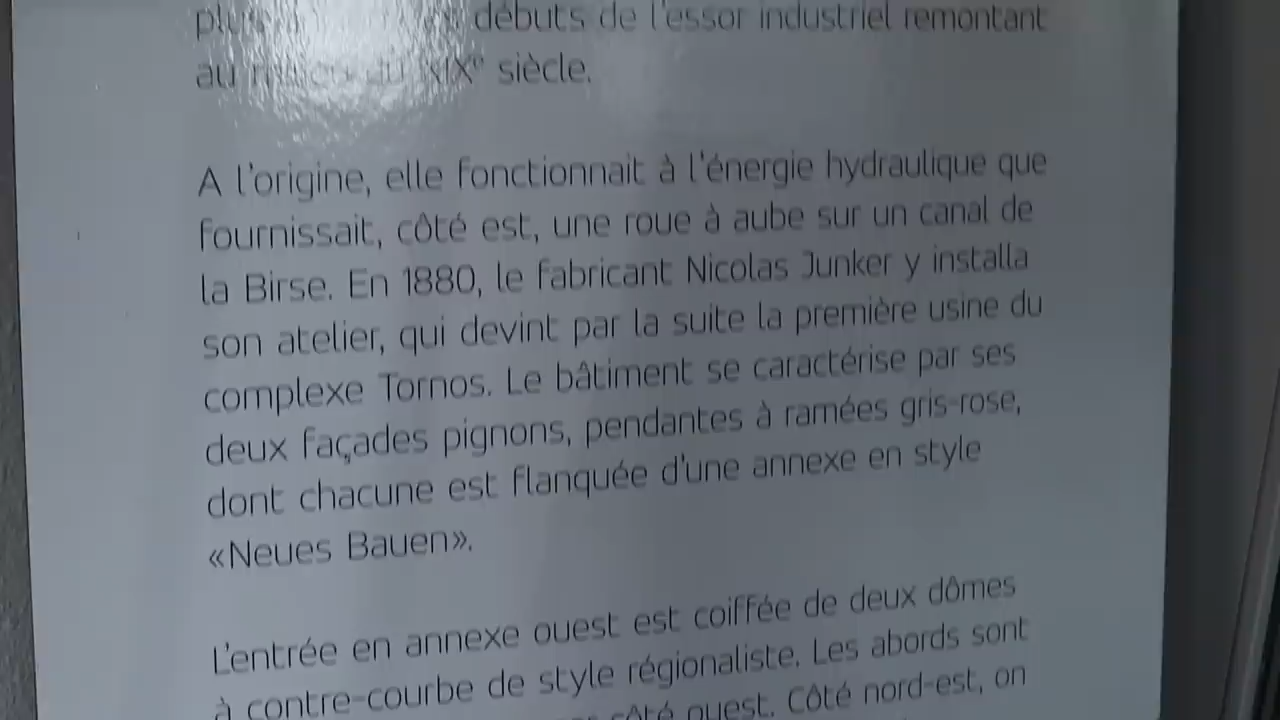 débuts de l'essor industriel remontant
au milieu du XIXe siècle.
A l'origine, elle fonctionnait à l'énergie hydraulique que
fournissait, côté est, une roue à aube sur un canal de
la Birse. En 1880, le fabricant Nicolas Junker y installa
son atelier, qui devint par la suite la première usine du
complexe Tornos. Le bâtiment se caractérise par ses
deux façades pignons, pendantes à ramées gris-rose,
dont chacune est flanquée d'une annexe en style
«Neues Bauen».
L'entrée en annexe ouest est coiffée de deux dômes
à contre-courbe de style régionaliste. Les abords sont
côté ouest. Côté nord-est, on